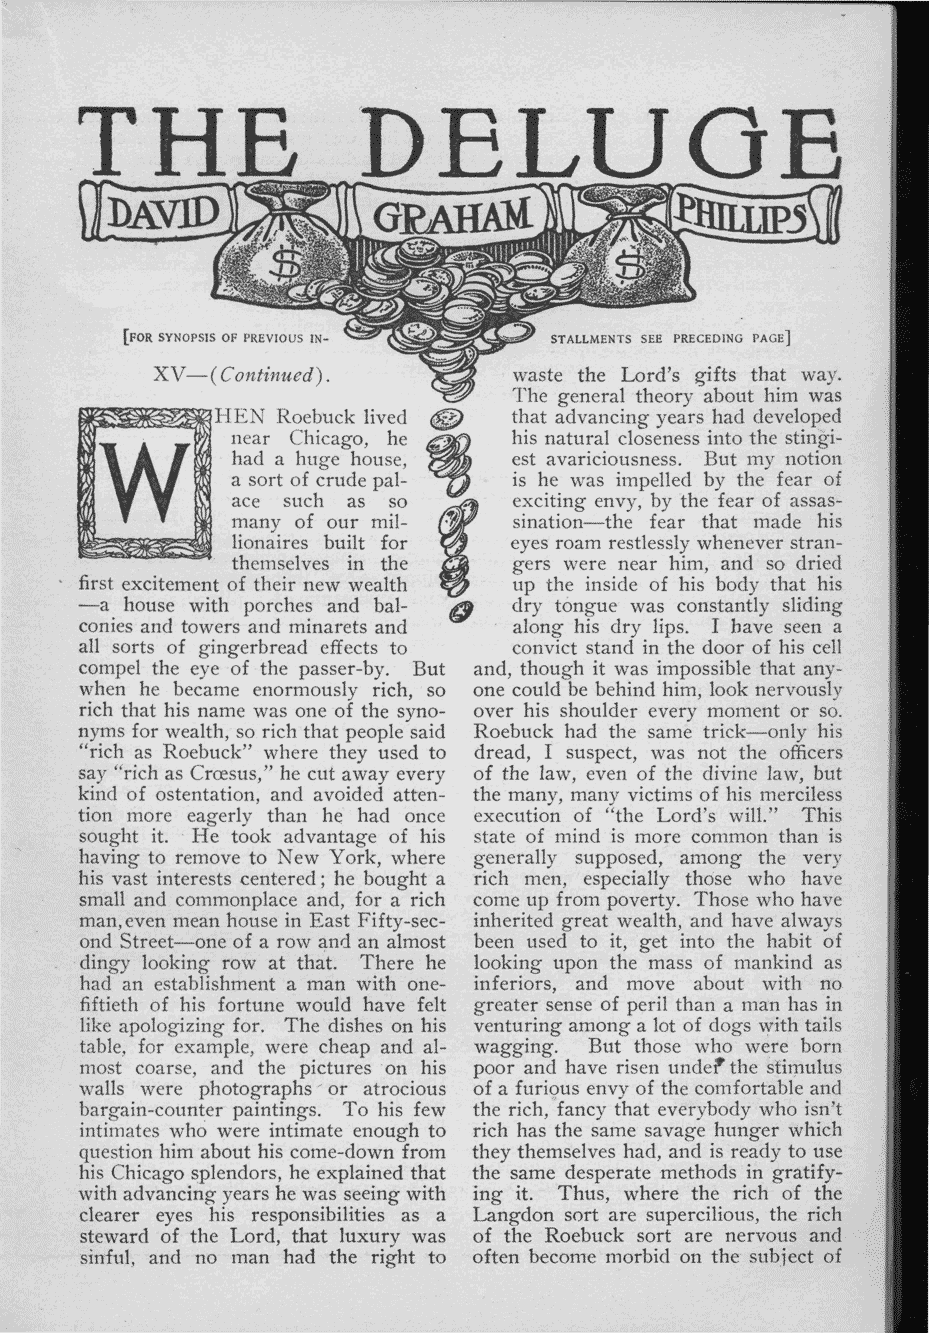 THE DELUGE
DAVID GRAHAM PHILLIPS
[FOR SYNOPSIS OF PREVIOUS IN-
STALLMENTS SEE PRECEDING PAGE]
XV—(Continued).
WHEN Roebuck lived
near Chicago, he
had a huge house,
a sort of crude pal-
ace such as so
many of our mil-
lionaires built for
themselves in the
first excitement of their new wealth
—a house with porches and bal-
conies and towers and minarets and
all sorts of gingerbread effects to
compel the eye of the passer-by. But
when he became enormously rich, so
rich that his name was one of the syno-
nyms for wealth, so rich that people said
"rich as Roebuck" where they used to
say "rich as Crœsus," he cut away every
kind of ostentation, and avoided atten-
tion more eagerly than he had once
sought it. He took advantage of his
having to remove to New York, where
his vast interests centered; he bought a
small and commonplace and, for a rich
man, even mean house in East Fifty-sec-
ond Street—one of a row and an almost
dingy looking row at that. There he
had an establishment a man with one-
fiftieth of his fortune would have felt
like apologizing for. The dishes on his
table, for example, were cheap and al-
most coarse, and the pictures on his
walls were photographs or atrocious
bargain-counter paintings. To his few
intimates who were intimate enough to
question him about his come-down from
his Chicago splendors, he explained that
with advancing years he was seeing with
clearer eyes his responsibilities as a
steward of the Lord, that luxury was
sinful, and no man had the right to
waste the Lord's gifts that way.
The general theory about him was
that advancing years had developed
his natural closeness into the stingi-
est avariciousness. But my notion
is he was impelled by the fear of
exciting envy, by the fear of assas-
sination—the fear that made his
eyes roam restlessly whenever stran-
gers were near him, and so dried
up the inside of his body that his
dry tongue was constantly sliding
along his dry lips. I have seen a
convict stand in the door of his cell
and, though it was impossible that any-
one could be behind him, look nervously
over his shoulder every moment or so.
Roebuck had the same trick—only his
dread, I suspect, was not the officers
of the law, even of the divine law, but
the many, many victims of his merciless
execution of "the Lord's will." This
state of mind is more common than is
generally supposed, among the very
rich men, especially those who have
come up from poverty. Those who have
inherited great wealth, and have always
been used to it, get into the habit of
looking upon the mass of mankind as
inferiors, and move about with no
greater sense of peril than a man has in
venturing among a lot of dogs with tails
wagging. But those who were born
poor and have risen under the stimulus
of a furious envy of the comfortable and
the rich, fancy that everybody who isn't
rich has the same savage hunger which
they themselves had, and is ready to use
the same desperate methods in gratify-
ing it. Thus, where the rich of the
Langdon sort are supercilious, the rich
of the Roebuck sort are nervous and
often become morbid on the subject of